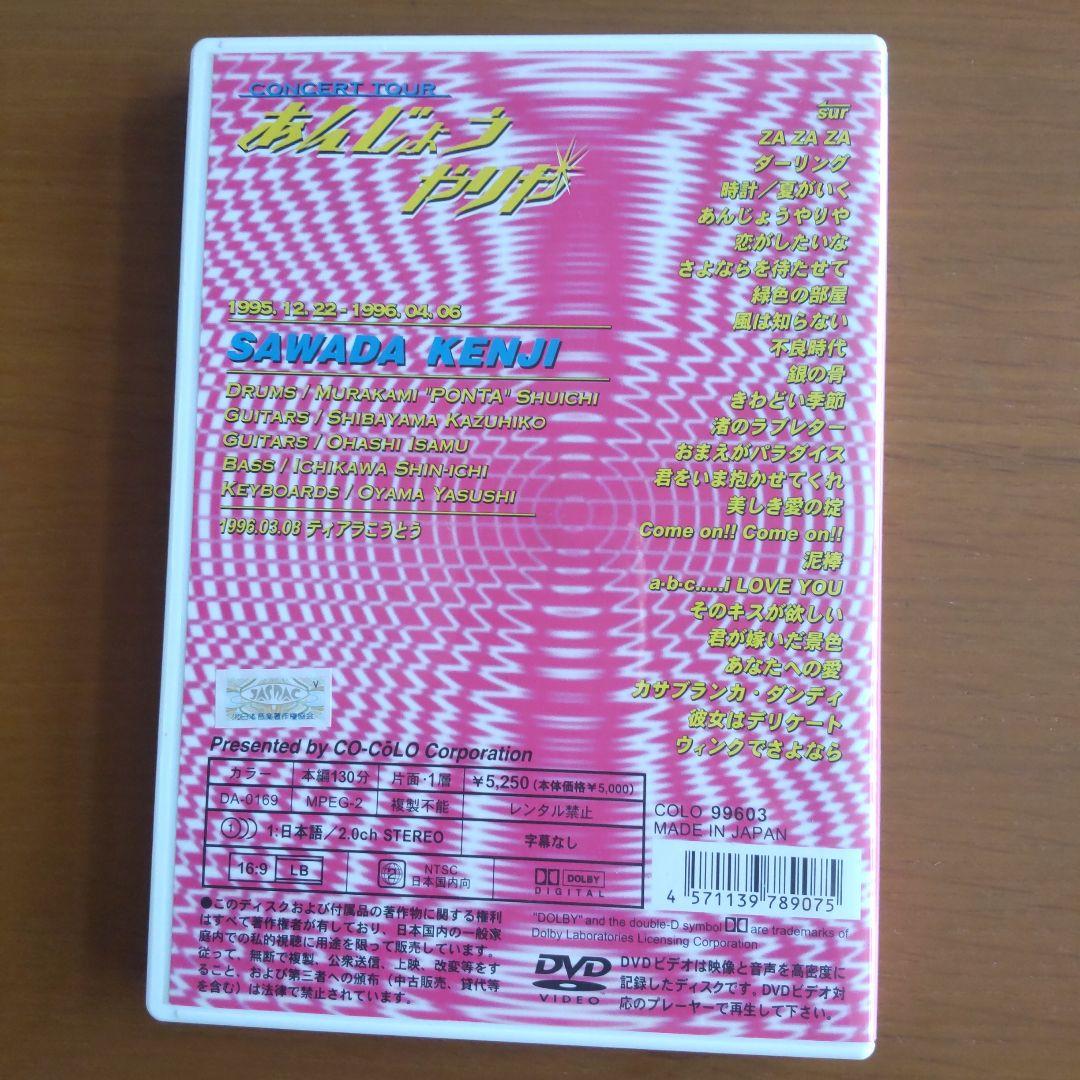 CONCERT TOUR
あんじょう
やりや
1995. 12. 22 - 1996. 04. 06
SAWADA KENJI
DRUMS / MURAKAMI "PONTA" SHUICHI
GUITARS / SHIBAYAMA KAZUHIKO
GUITARS / OHASHI ISAMU
BASS / ICHIKAWA SHIN-ICHI
KEYBOARDS / OYAMA YASUSHI
1996.03.08 ティアラこうとう
sur
ZA ZA ZA
ダーリング
時計／夏がいく
あんじょうやりや
恋がしたいな
さよならを待たせて
緑色の部屋
風は知らない
不良時代
銀の骨
きわどい季節
渚のラブレター
おまえがパラダイス
君をいま抱かせてくれ
美しき愛の掟
Come on!! Come on!!
泥棒
a·b·c.....i LOVE YOU
そのキスが欲しい
君が嫁いだ景色
あなたへの愛
カサブランカ・ダンディ
彼女はデリケート
ウィンクでさよなら
V
JASRAC
Presented by CO-CōLO Corporation
カラー 本編130分 片面・1層 ￥5,250 (本体価格￥5,000)
DA-0169 MPEG-2 複製不能 レンタル禁止
1 1:日本語／2.0ch STEREO 字幕なし
16:9 LB 2 NTSC 日本国内向 DOLBY DIGITAL
COLO 99603
MADE IN JAPAN
4 571139 789075
●このディスクおよび付属品の著作物に関する権利
はすべて著作権者が有しており、日本国内の一般家
庭内での私的視聴に用途を限って販売しています。
従って、無断で複製、公衆送信、上映、改変等をす
ること、および第三者への頒布（中古販売、貸代等
を含む）は法律で禁止されています。
"DOLBY" and the double-D symbol are trademarks of
Dolby Laboratories Licensing Corporation
DVD
VIDEO
DVDビデオは映像と音声を高密度に
記録したディスクです。DVDビデオ対
応のプレーヤーで再生して下さい。